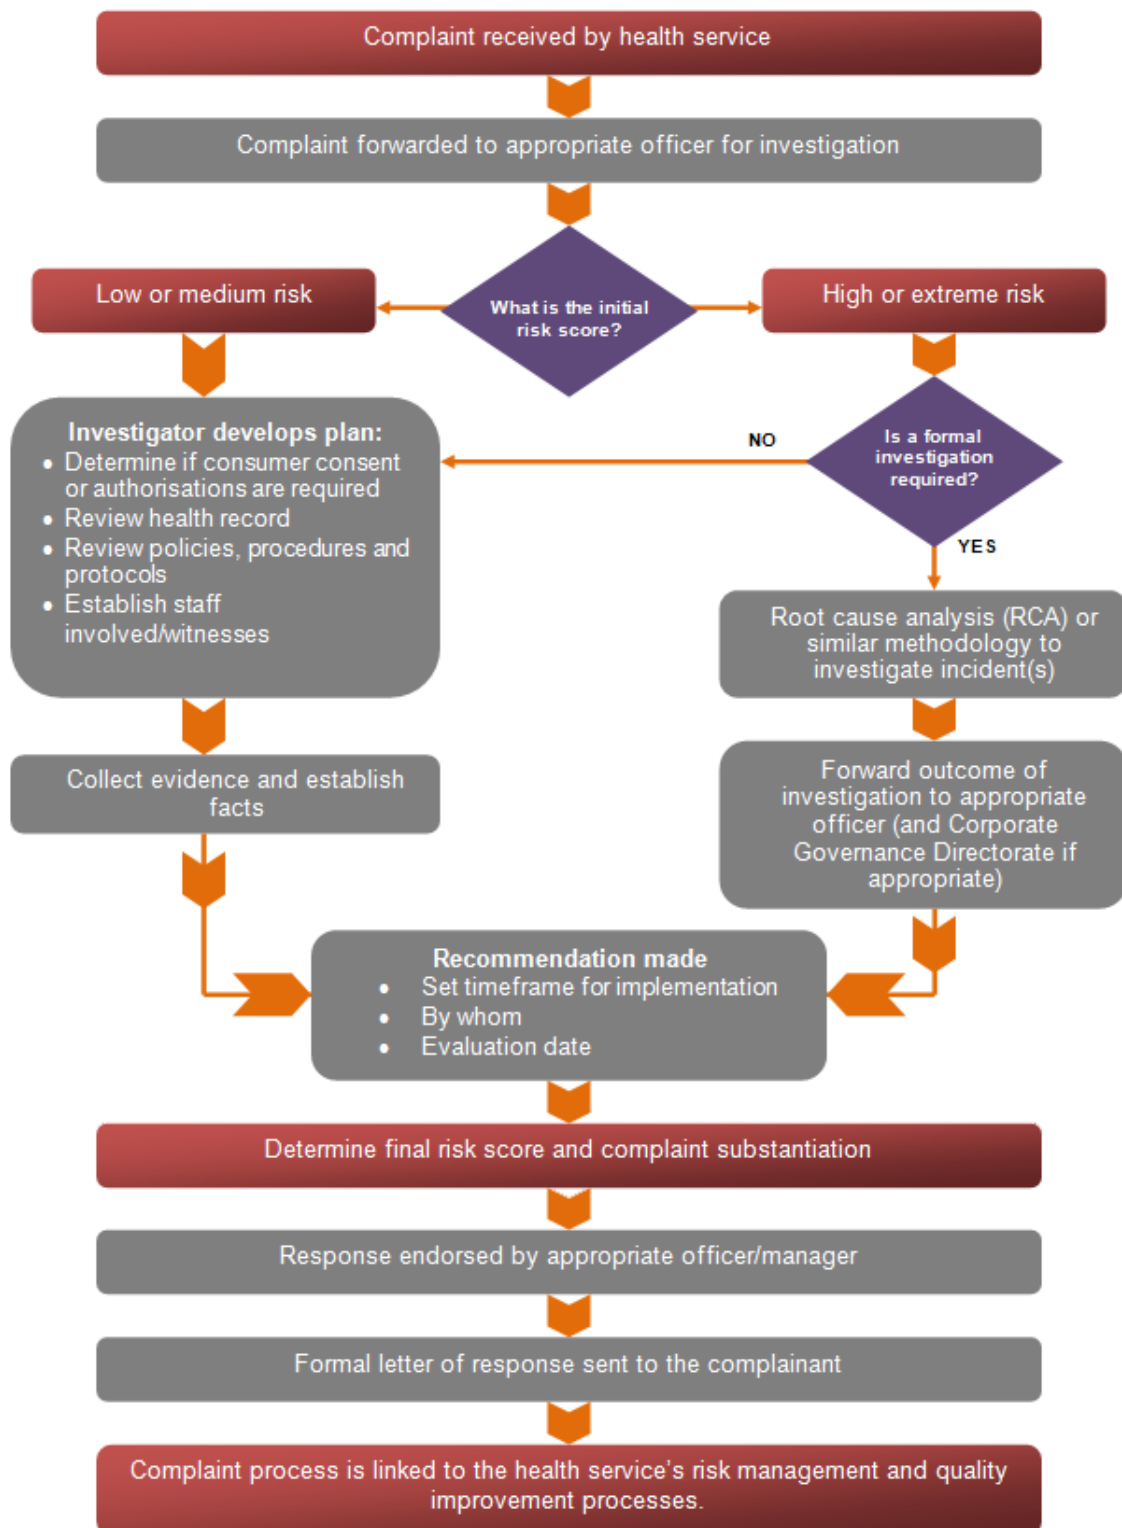 Complaint received by health service
Complaint forwarded to appropriate officer for investigation
What is the initial
risk score?
Low or medium risk
High or extreme risk
Investigator develops plan:
• Determine if consumer consent
or authorisations are required
• Review health record
• Review policies, procedures and
protocols
• Establish staff
involved/witnesses
NO
Is a formal
investigation
required?
YES
Root cause analysis (RCA) or
similar methodology to
investigate incident(s)
Collect evidence and establish
facts
Forward outcome of
investigation to appropriate
officer (and Corporate
Governance Directorate if
appropriate)
Recommendation made
• Set timeframe for implementation
• By whom
• Evaluation date
Determine final risk score and complaint substantiation
Response endorsed by appropriate officer/manager
Formal letter of response sent to the complainant
Complaint process is linked to the health service's risk management and quality
improvement processes.